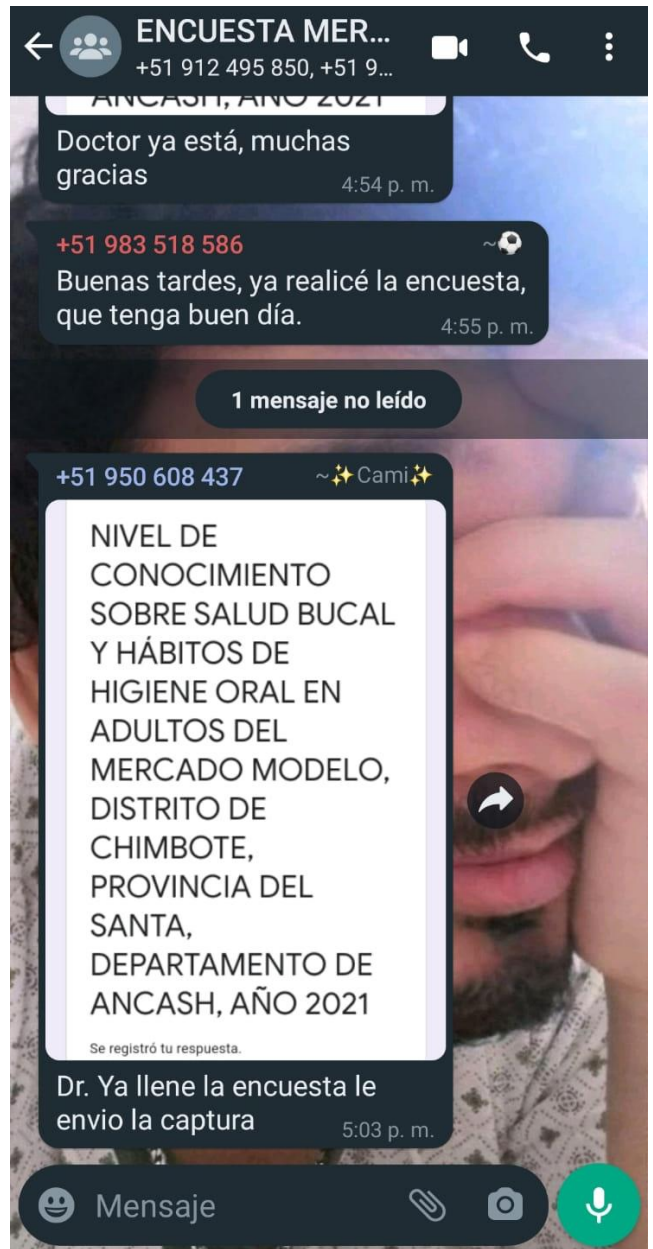 ENCUESTA MER...
+51 912 495 850, +51 9...
ANCASH, AÑO 2021
Doctor ya está, muchas
gracias
4:54 p. m.
+51 983 518 586 ~⚽
Buenas tardes, ya realicé la encuesta,
que tenga buen día.
4:55 p. m.
1 mensaje no leído
+51 950 608 437 ~✨Cami✨
NIVEL DE
CONOCIMIENTO
SOBRE SALUD BUCAL
Y HÁBITOS DE
HIGIENE ORAL EN
ADULTOS DEL
MERCADO MODELO,
DISTRITO DE
CHIMBOTE,
PROVINCIA DEL
SANTA,
DEPARTAMENTO DE
ANCASH, AÑO 2021
Se registró tu respuesta.
Dr. Ya llene la encuesta le
envio la captura
5:03 p. m.
Mensaje